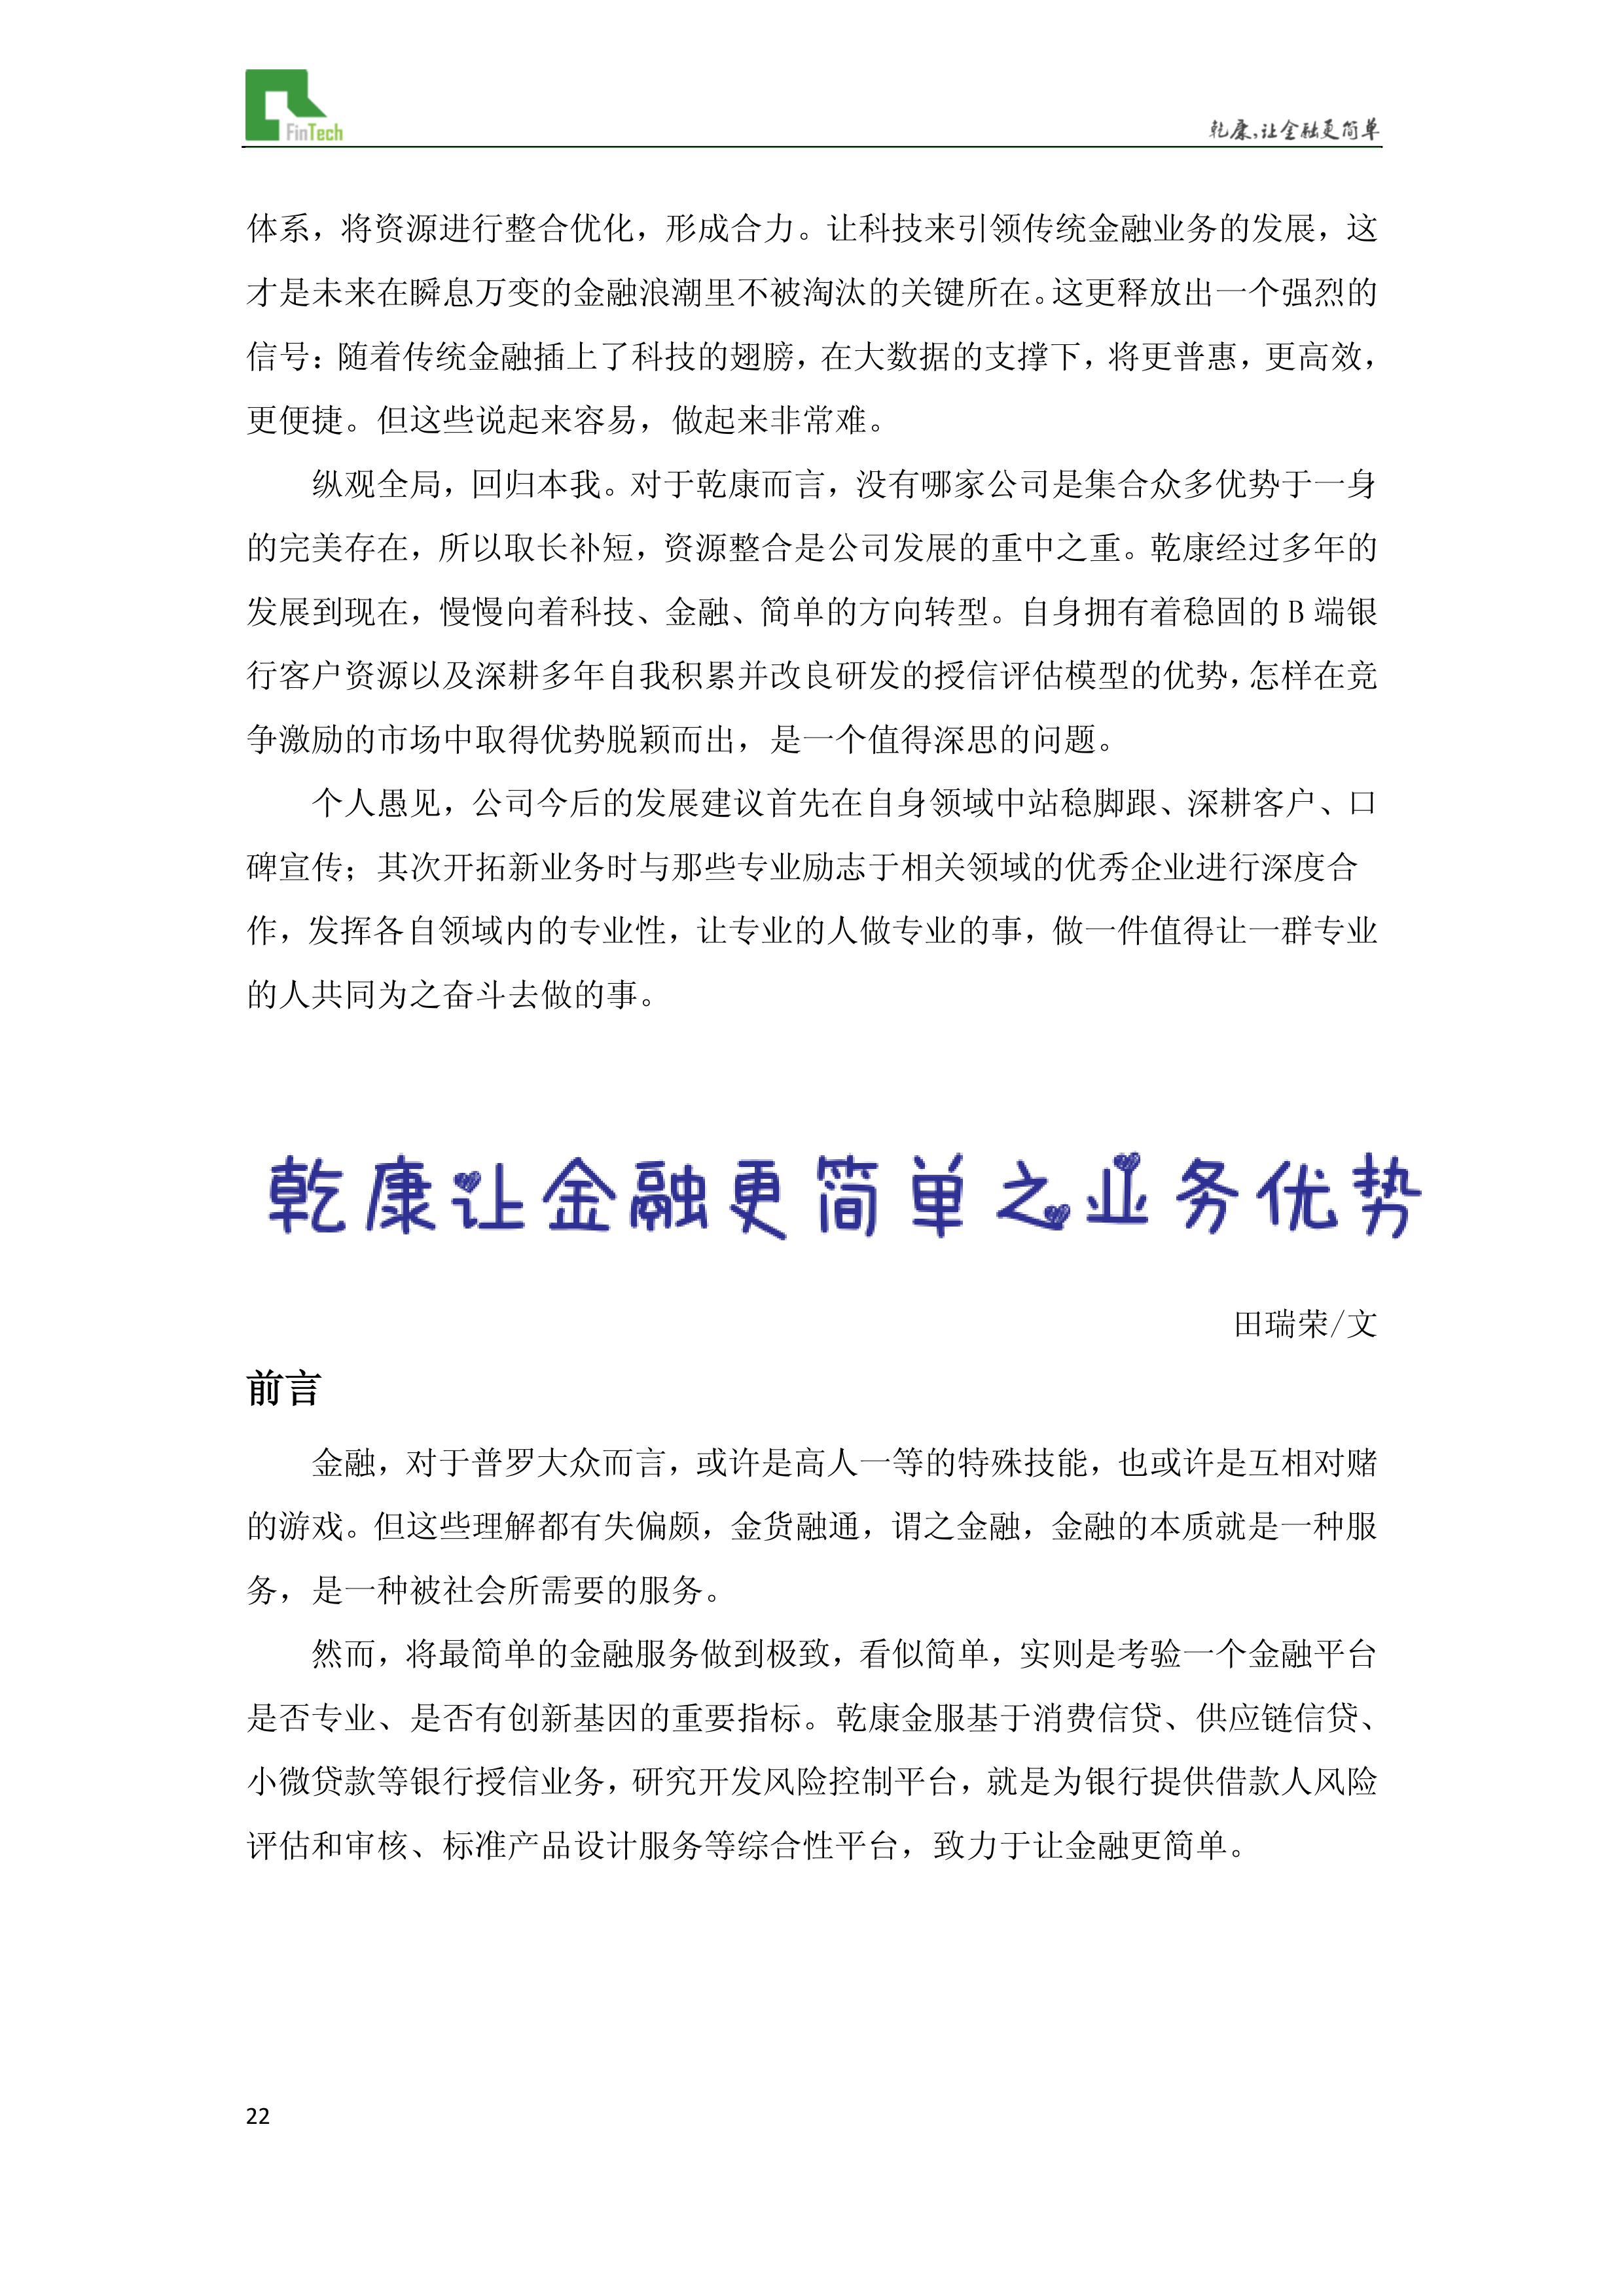 FinTech
乾康,让金融更简单
体系，将资源进行整合优化，形成合力。让科技来引领传统金融业务的发展，这
才是未来在瞬息万变的金融浪潮里不被淘汰的关键所在。这更释放出一个强烈的
信号：随着传统金融插上了科技的翅膀，在大数据的支撑下，将更普惠，更高效，
更便捷。但这些说起来容易，做起来非常难。
纵观全局，回归本我。对于乾康而言，没有哪家公司是集合众多优势于一身
的完美存在，所以取长补短，资源整合是公司发展的重中之重。乾康经过多年的
发展到现在，慢慢向着科技、金融、简单的方向转型。自身拥有着稳固的 B 端银
行客户资源以及深耕多年自我积累并改良研发的授信评估模型的优势，怎样在竞
争激励的市场中取得优势脱颖而出，是一个值得深思的问题。
个人愚见，公司今后的发展建议首先在自身领域中站稳脚跟、深耕客户、口
碑宣传；其次开拓新业务时与那些专业励志于相关领域的优秀企业进行深度合
作，发挥各自领域内的专业性，让专业的人做专业的事，做一件值得让一群专业
的人共同为之奋斗去做的事。
乾康让金融更简单之业务优势
田瑞荣/文
前言
金融，对于普罗大众而言，或许是高人一等的特殊技能，也或许是互相对赌
的游戏。但这些理解都有失偏颇，金货融通，谓之金融，金融的本质就是一种服
务，是一种被社会所需要的服务。
然而，将最简单的金融服务做到极致，看似简单，实则是考验一个金融平台
是否专业、是否有创新基因的重要指标。乾康金服基于消费信贷、供应链信贷、
小微贷款等银行授信业务，研究开发风险控制平台，就是为银行提供借款人风险
评估和审核、标准产品设计服务等综合性平台，致力于让金融更简单。
22